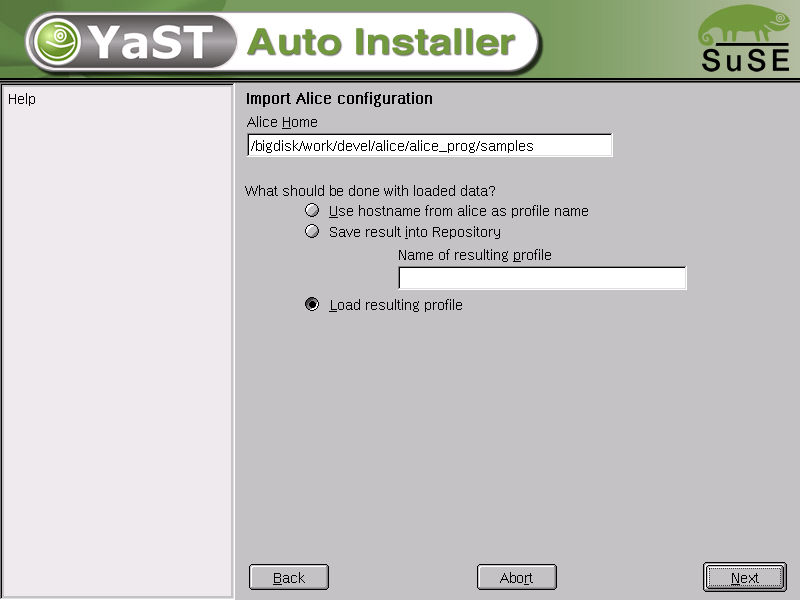 YaST Auto Installer
SuSE
Help
Import Alice configuration
Alice Home
/bigdisk/work/devel/alice/alice_prog/samples
What should be done with loaded data?
Use hostname from alice as profile name
Save result into Repository
Name of resulting profile
Load resulting profile
Back
Abort
Next